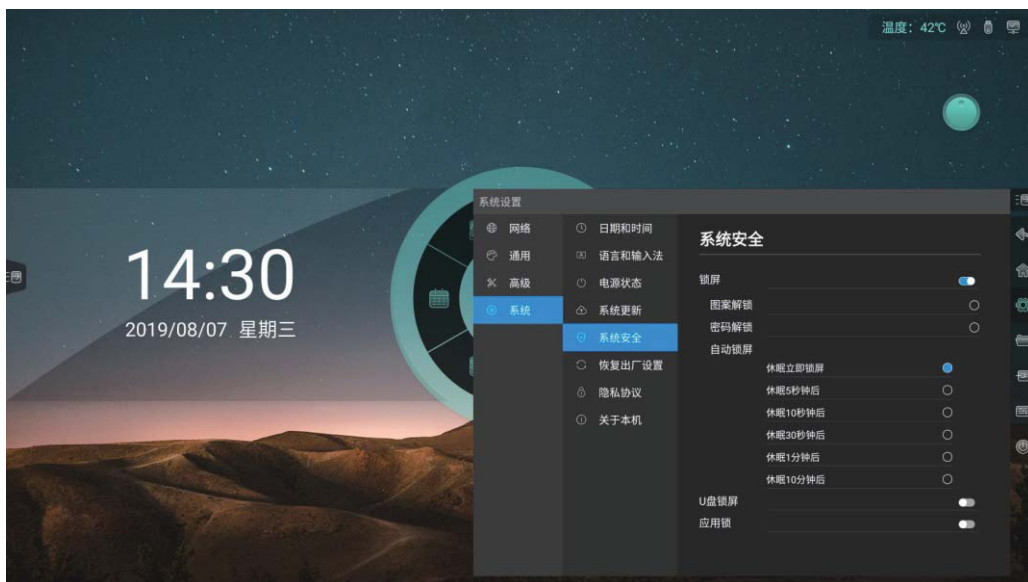 温度：42℃
14:30
2019/08/07 星期三
系统设置
网络
通用
高级
系统
日期和时间
语言和输入法
电源状态
系统更新
系统安全
恢复出厂设置
隐私协议
关于本机
系统安全
锁屏
图案解锁
密码解锁
自动锁屏
休眠立即锁屏
休眠5秒钟后
休眠10秒钟后
休眠30秒钟后
休眠1分钟后
休眠10分钟后
U盘锁屏
应用锁